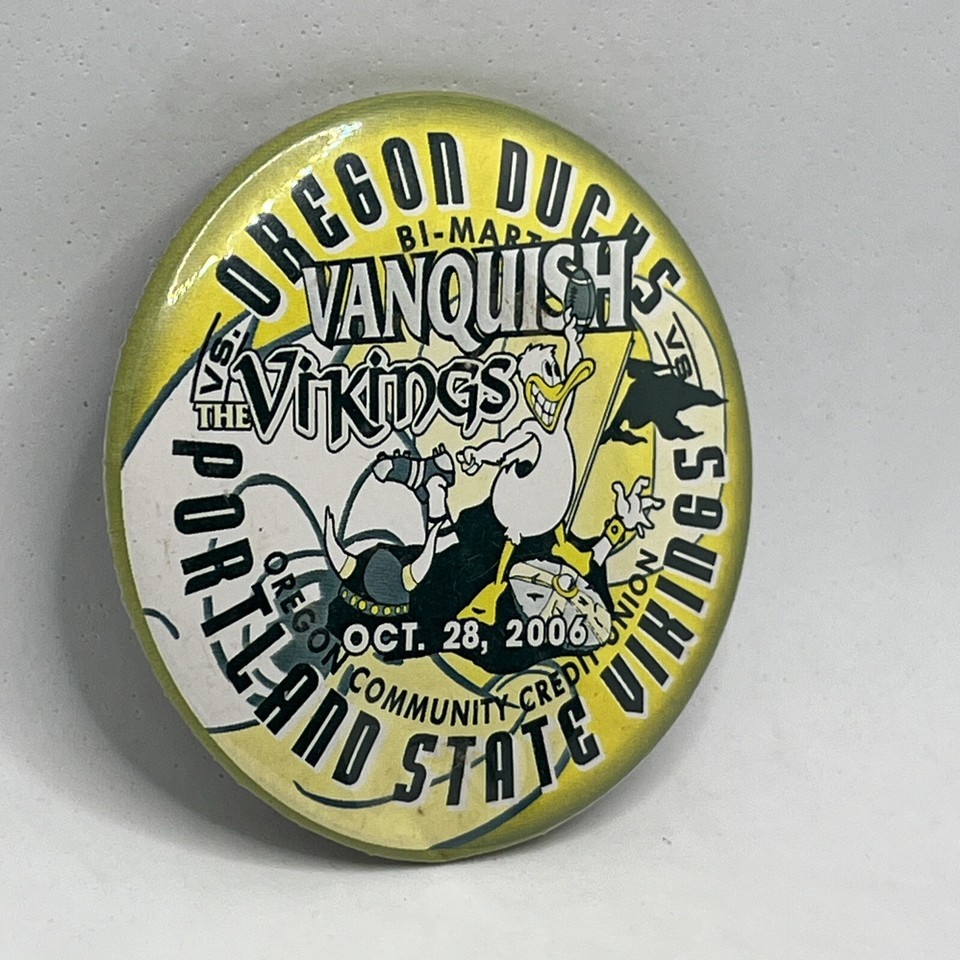 OREGON DUCKS
BI-MART
VANQUISH
VS.
VS.
THE VIKINGS
OCT. 28, 2006
OREGON COMMUNITY CREDIT UNION
PORTLAND STATE VIKINGS